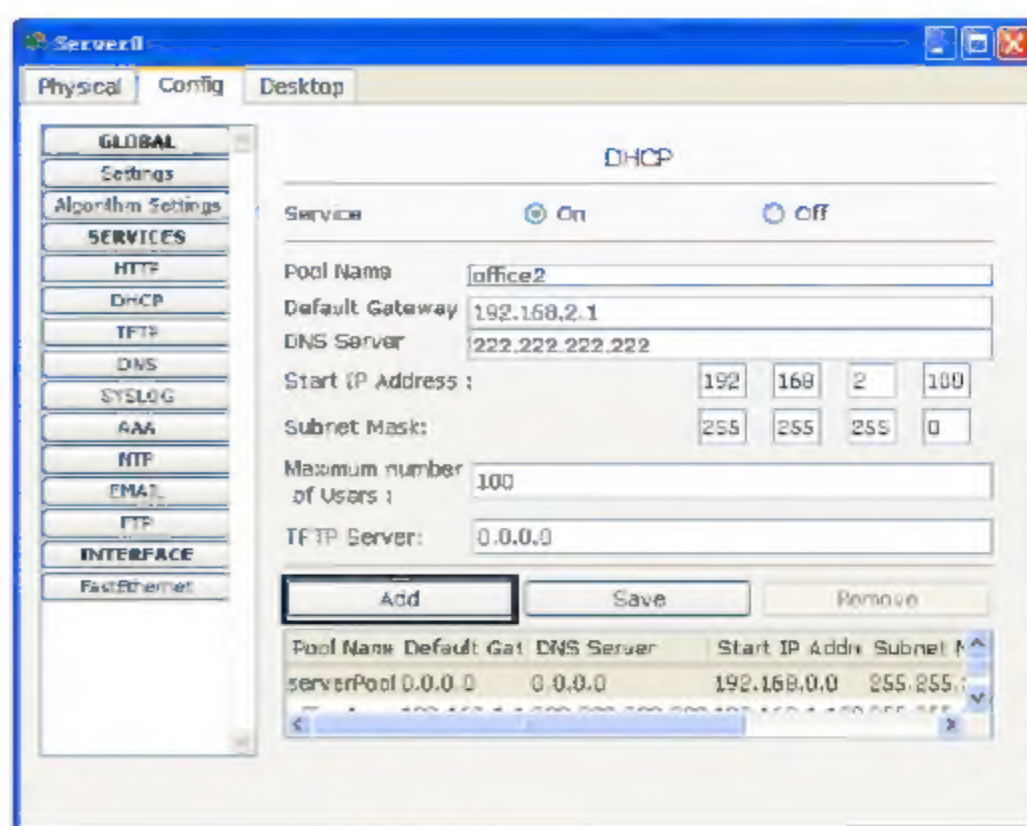 Server0
Physical Config Desktop
GLOBAL
Settings
Algorithm Settings
SERVICES
HTTP
DHCP
TFTP
DNS
SYSLOG
AAA
NTP
EMAIL
FTP
INTERFACE
FastEthernet
DHCP
Service On Off
Pool Name office2
Default Gateway 192.168.2.1
DNS Server 222.222.222.222
Start IP Address : 192 168 2 100
Subnet Mask: 255 255 255 0
Maximum number
of Users : 100
TFTP Server: 0.0.0.0
Add Save Remove
Pool Name Default Gat DNS Server Start IP Addre Subnet M
serverPool 0.0.0.0 0.0.0.0 192.168.0.0 255.255.